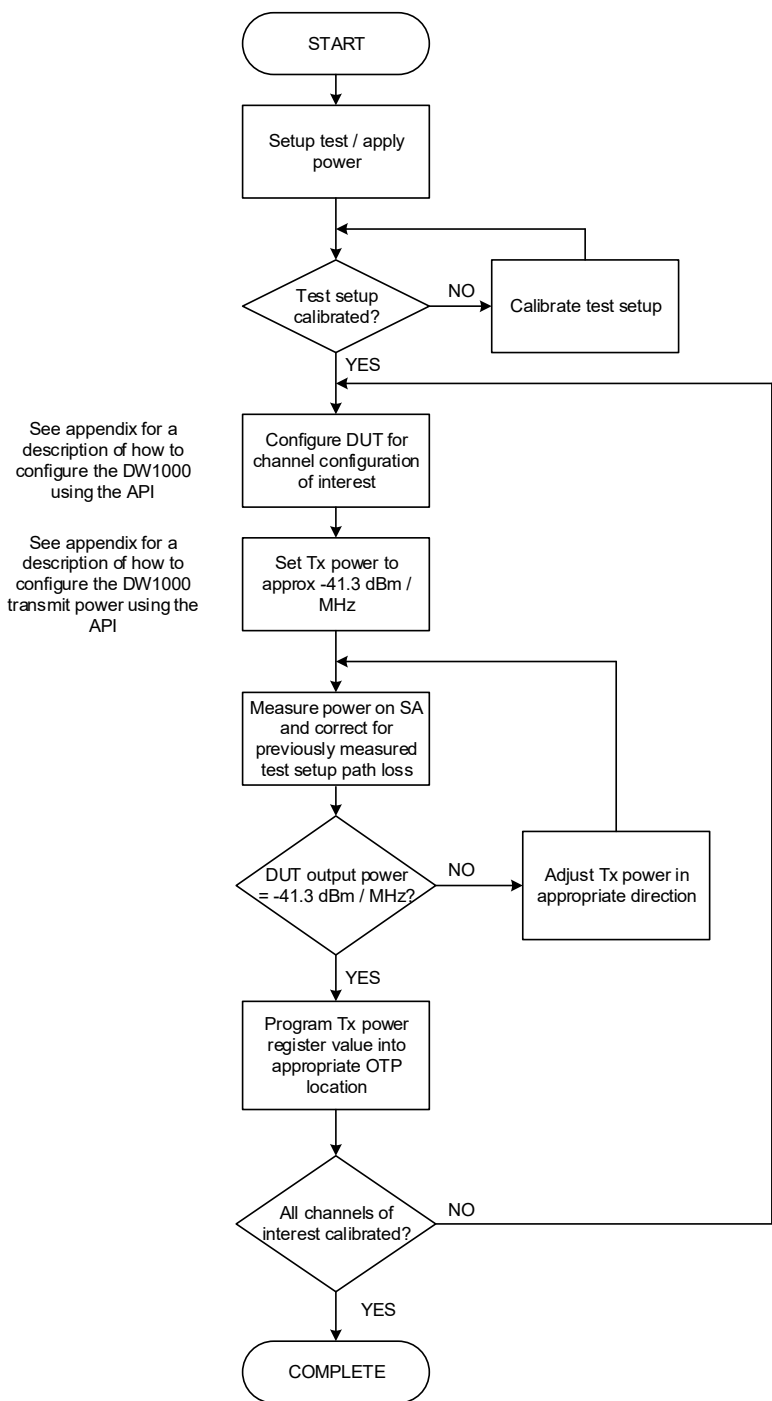 START
Setup test / apply
power
Test setup
calibrated?
NO
Calibrate test setup
YES
See appendix for a
description of how to
configure the DW1000
using the API
Configure DUT for
channel configuration
of interest
See appendix for a
description of how to
configure the DW1000
transmit power using the
API
Set Tx power to
approx -41.3 dBm /
MHz
Measure power on SA
and correct for
previously measured
test setup path loss
DUT output power
= -41.3 dBm / MHz?
NO
Adjust Tx power in
appropriate direction
YES
Program Tx power
register value into
appropriate OTP
location
All channels of
interest calibrated?
NO
YES
COMPLETE